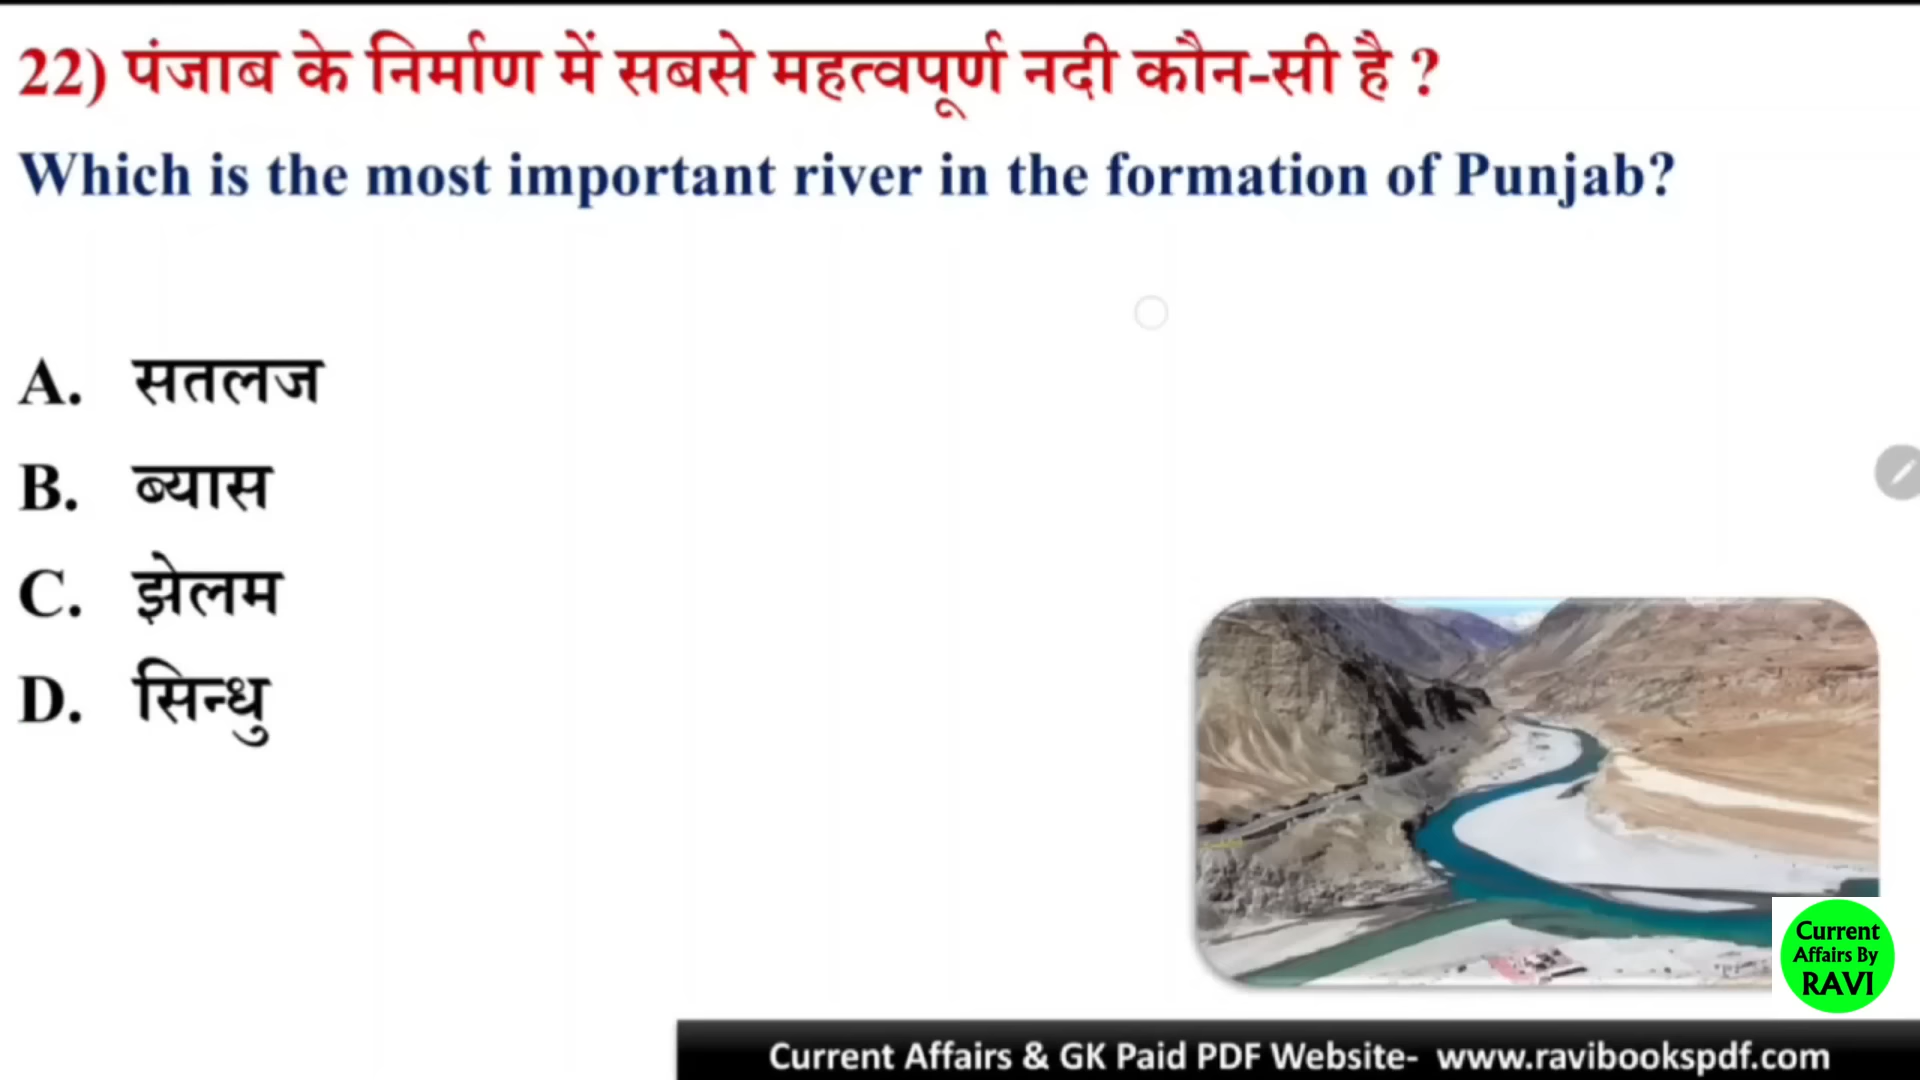 22) पंजाब के निर्माण में सबसे महत्वपूर्ण नदी कौन-सी है ?
Which is the most important river in the formation of Punjab?
A. सतलज
B. ब्यास
C. झेलम
D. सिन्धु
Current
Affairs By
RAVI
Current Affairs & GK Paid PDF Website- www.ravibookspdf.com